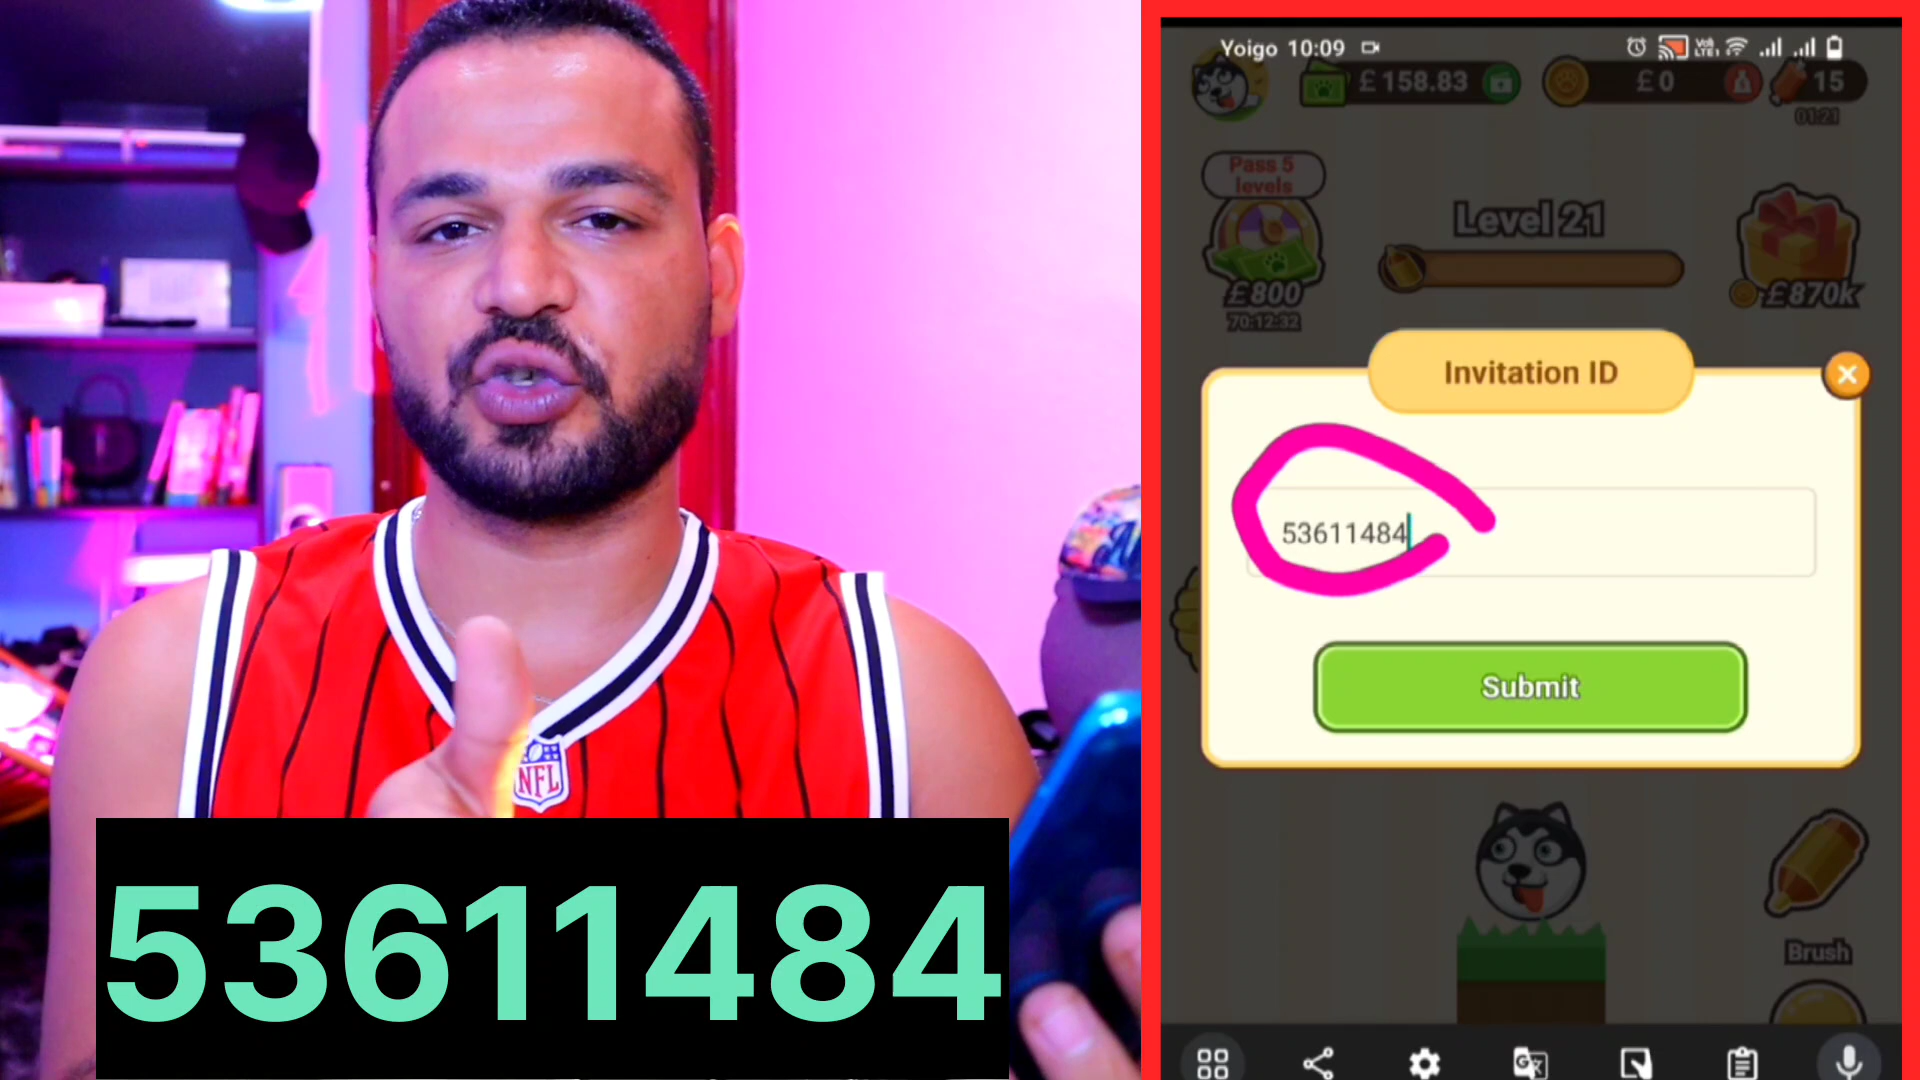 NFL
53611484
Yoigo 10:09
£ 158.83
£ 0
15
01:21
Pass 5
levels
Level 21
£800
70:12:32
£870k
Invitation ID
53611484
Submit
Brush